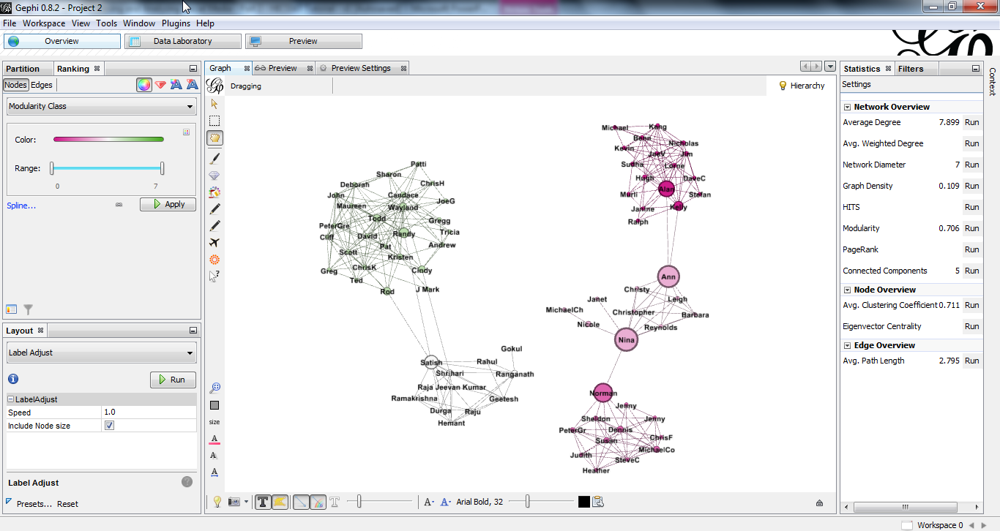 Gephi 0.8.2 - Project 2
File Workspace View Tools Window Plugins Help
Overview Data Laboratory Preview
Partition Ranking
Nodes Edges
Modularity Class
Color:
Range:
0 7
Spline...
Apply
Layout
Label Adjust
Run
LabelAdjust
Speed 1.0
Include Node size
Label Adjust
Presets... Reset
Graph Preview Preview Settings
Dragging
Hierarchy
size
A
A
A
Patti
Sharon
Deborah
ChrisH
John
Candace
JoeG
Maureen
Wayland
Todd
Gregg
PeterGre
Tricia
Cliff
David
Randy
Pat
Andrew
Scott
Kristen
Greg
ChrisK
Cindy
Ted
Rod
J Mark
Satish
Gokul
Rahul
Shrihari
Ranganath
Raja Jeevan Kumar
Ramakrishna
Geetesh
Durga
Raju
Hemant
Michael
Kang
Bena
Nicholas
Kevin
JoeV
Jim
Sudha
Lorne
Hugh
DaveC
Alan
Murli
Stefan
Janine
Kelly
Ralph
Ann
Christy
Janet
Leigh
MichaelCh
Christopher
Barbara
Nicole
Reynolds
Nina
Norman
Jenny
Sheldon
Jenny
PeterGr
Dennis
Susan
ChrisF
MichaelCo
Judith
SteveC
Heather
T T A- A- Arial Bold, 32
Statistics Filters
Settings
Network Overview
Average Degree 7.899 Run
Avg. Weighted Degree Run
Network Diameter 7 Run
Graph Density 0.109 Run
HITS Run
Modularity 0.706 Run
PageRank Run
Connected Components 5 Run
Node Overview
Avg. Clustering Coefficient 0.711 Run
Eigenvector Centrality Run
Edge Overview
Avg. Path Length 2.795 Run
Context
Workspace 0